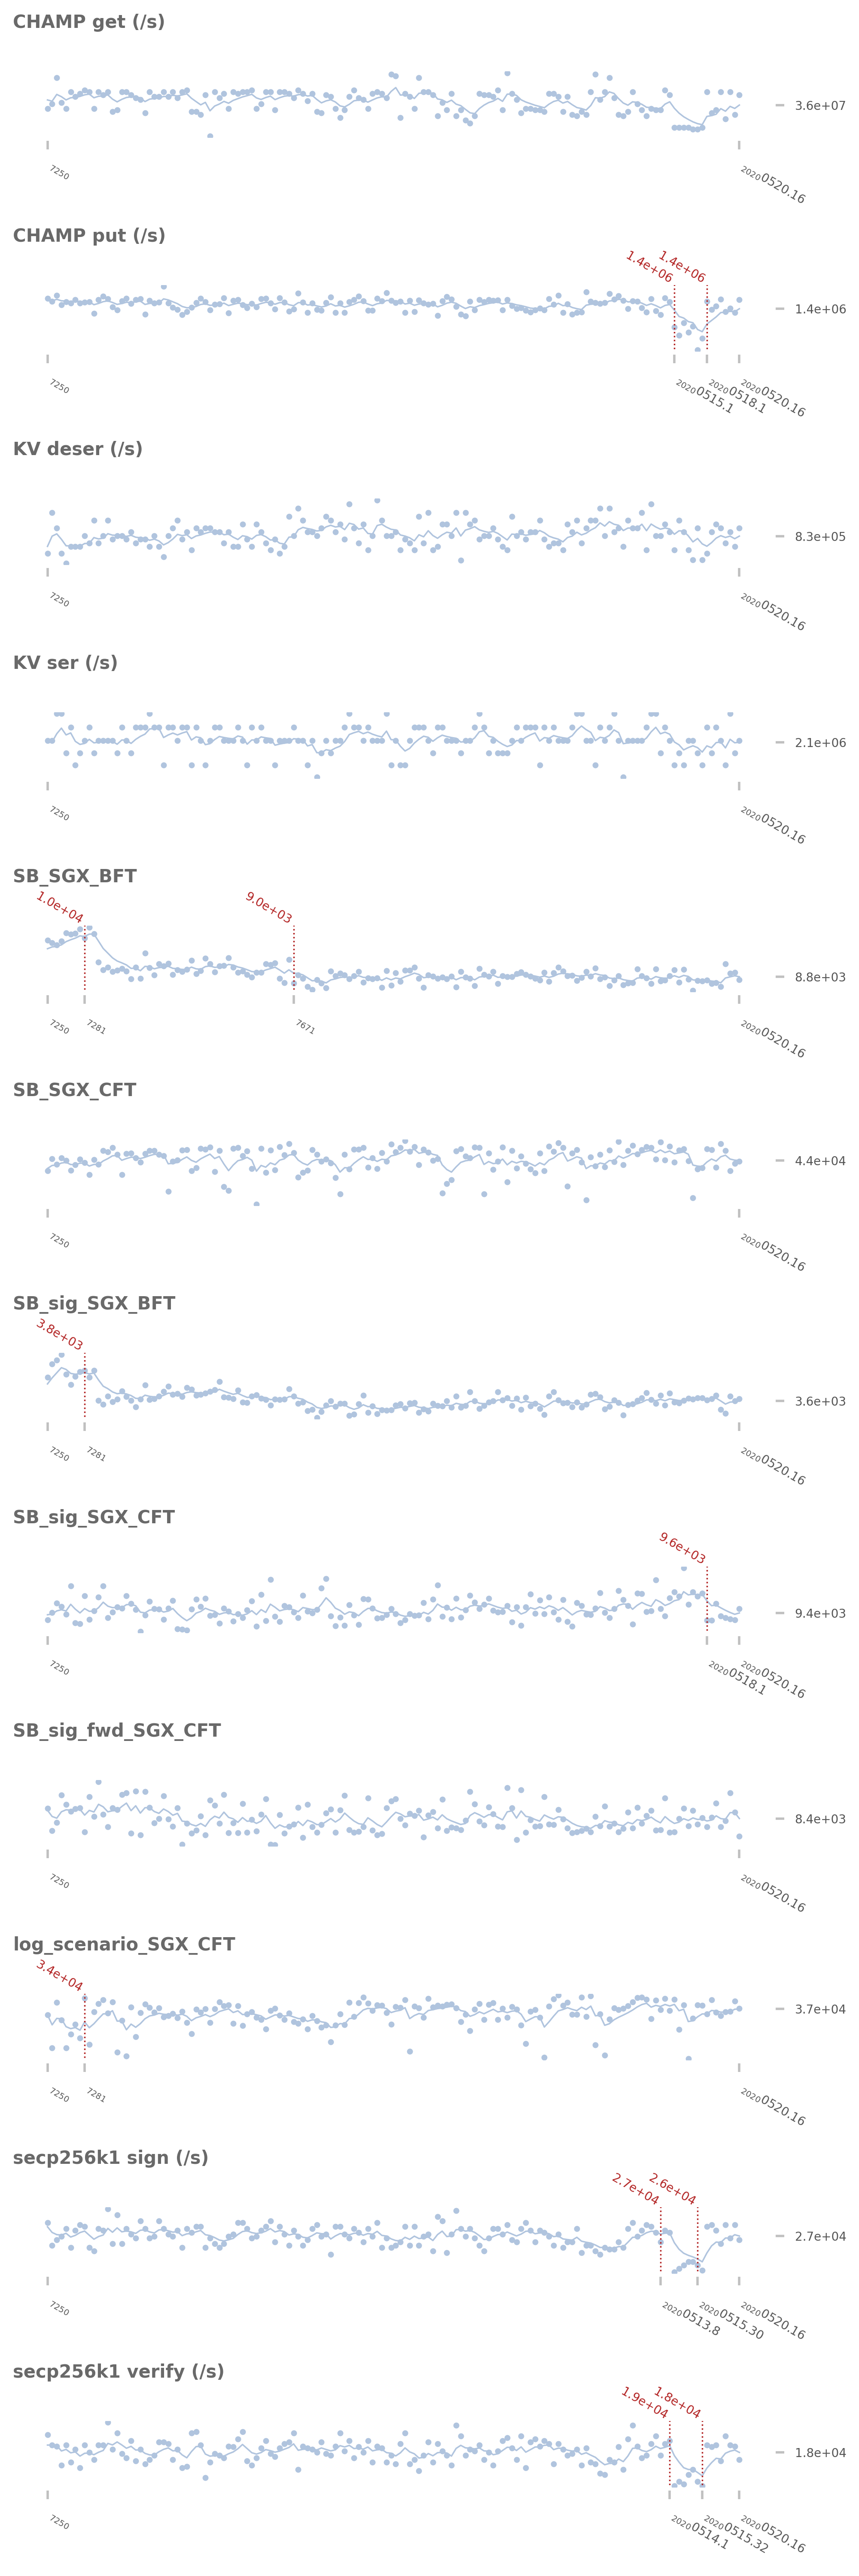 CHAMP get (/s)
3.6e+07
7250
20200520.16
CHAMP put (/s)
1.4e+06
1.4e+06
1.4e+06
7250
20200515.1
20200518.1
20200520.16
KV deser (/s)
8.3e+05
7250
20200520.16
KV ser (/s)
2.1e+06
7250
20200520.16
SB_SGX_BFT
1.0e+04
9.0e+03
8.8e+03
7250
7281
7671
20200520.16
SB_SGX_CFT
4.4e+04
7250
20200520.16
SB_sig_SGX_BFT
3.8e+03
3.6e+03
7250
7281
20200520.16
SB_sig_SGX_CFT
9.6e+03
9.4e+03
7250
20200518.1
20200520.16
SB_sig_fwd_SGX_CFT
8.4e+03
7250
20200520.16
log_scenario_SGX_CFT
3.4e+04
3.7e+04
7250
7281
20200520.16
secp256k1 sign (/s)
2.7e+04
2.6e+04
2.7e+04
7250
20200513.8
20200515.30
20200520.16
secp256k1 verify (/s)
1.9e+04
1.8e+04
1.8e+04
7250
20200514.1
20200515.32
20200520.16